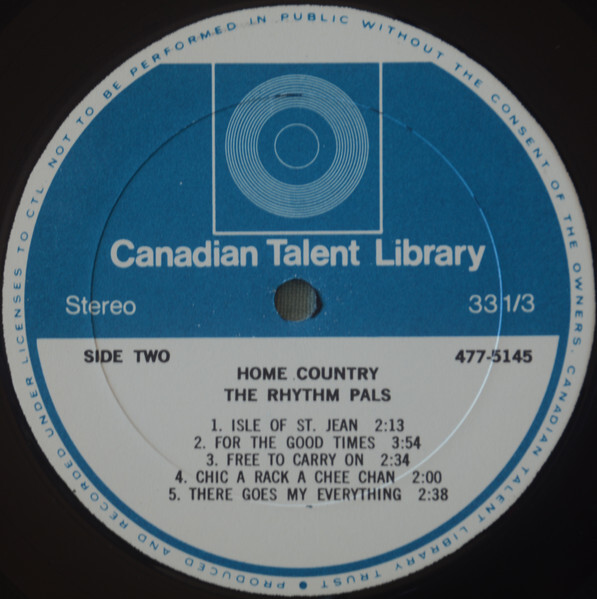 NOT TO BE PERFORMED IN PUBLIC WITHOUT THE CONSENT OF THE OWNERS, CANADIAN TALENT LIBRARY TRUST • PRODUCED AND RECORDED UNDER LICENSES TO CTL
Canadian Talent Library
Stereo 33 1/3
SIDE TWO 477-5145
HOME COUNTRY
THE RHYTHM PALS
1. ISLE OF ST. JEAN 2:13
2. FOR THE GOOD TIMES 3:54
3. FREE TO CARRY ON 2:34
4. CHIC A RACK A CHEE CHAN 2:00
5. THERE GOES MY EVERYTHING 2:38